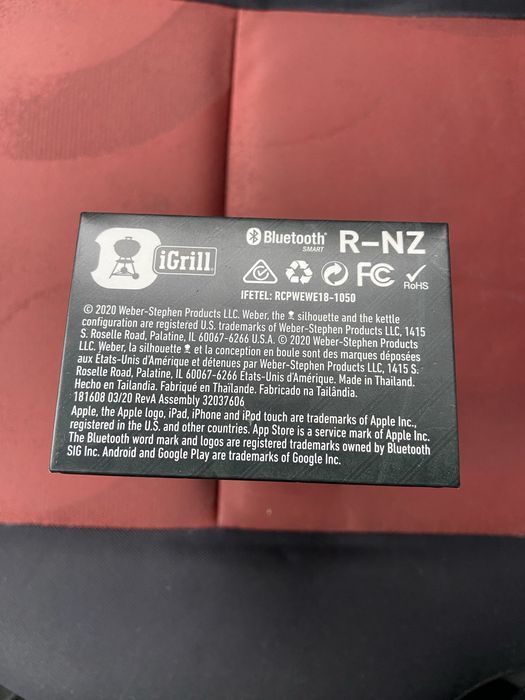 iGrill
Bluetooth® R-NZ
SMART
FC
RoHS
IFETEL: RCPWEWE18-1050
© 2020 Weber-Stephen Products LLC. Weber, the silhouette and the kettle
configuration are registered U.S. trademarks of Weber-Stephen Products LLC, 1415
S. Roselle Road, Palatine, IL 60067-6266 U.S.A. © 2020 Weber-Stephen Products
LLC. Weber, la silhouette et la conception en boule sont des marques déposées
aux États-Unis d'Amérique et détenues par Weber-Stephen Products LLC, 1415 S.
Roselle Road, Palatine, IL 60067-6266 États-Unis d'Amérique. Made in Thailand.
Hecho en Tailandia. Fabriqué en Thaïlande. Fabricado na Tailândia.
181608 03/20 RevA Assembly 32037606
Apple, the Apple logo, iPad, iPhone and iPod touch are trademarks of Apple Inc.,
registered in the U.S. and other countries. App Store is a service mark of Apple Inc.
The Bluetooth word mark and logos are registered trademarks owned by Bluetooth
SIG Inc. Android and Google Play are trademarks of Google Inc.